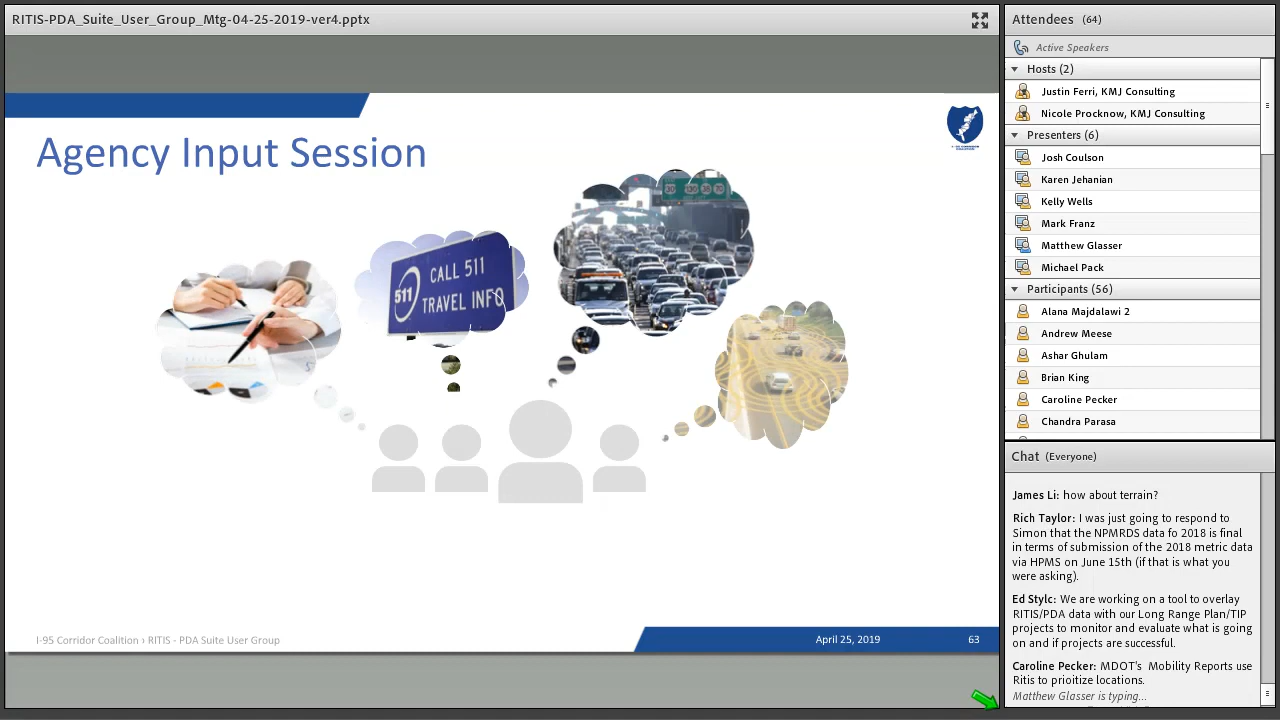 RITIS-PDA_Suite_User_Group_Mtg-04-25-2019-ver4.pptx
Agency Input Session
CALL 511
511
TRAVEL INFO
I-95 Corridor Coalition › RITIS - PDA Suite User Group
April 25, 2019
63
Attendees (64)
Active Speakers
Hosts (2)
Justin Ferri, KMJ Consulting
Nicole Procknow, KMJ Consulting
Presenters (6)
Josh Coulson
Karen Jehanian
Kelly Wells
Mark Franz
Matthew Glasser
Michael Pack
Participants (56)
Alana Majdalawi 2
Andrew Meese
Ashar Ghulam
Brian King
Caroline Pecker
Chandra Parasa
Chat (Everyone)
James Li: how about terrain?
Rich Taylor: I was just going to respond to
Simon that the NPMRDS data fo 2018 is final
in terms of submission of the 2018 metric data
via HPMS on June 15th (if that is what you
were asking).
Ed Stylc: We are working on a tool to overlay
RITIS/PDA data with our Long Range Plan/TIP
projects to monitor and evaluate what is going
on and if projects are successful.
Caroline Pecker: MDOT's Mobility Reports use
Ritis to prioitize locations.
Matthew Glasser is typing...